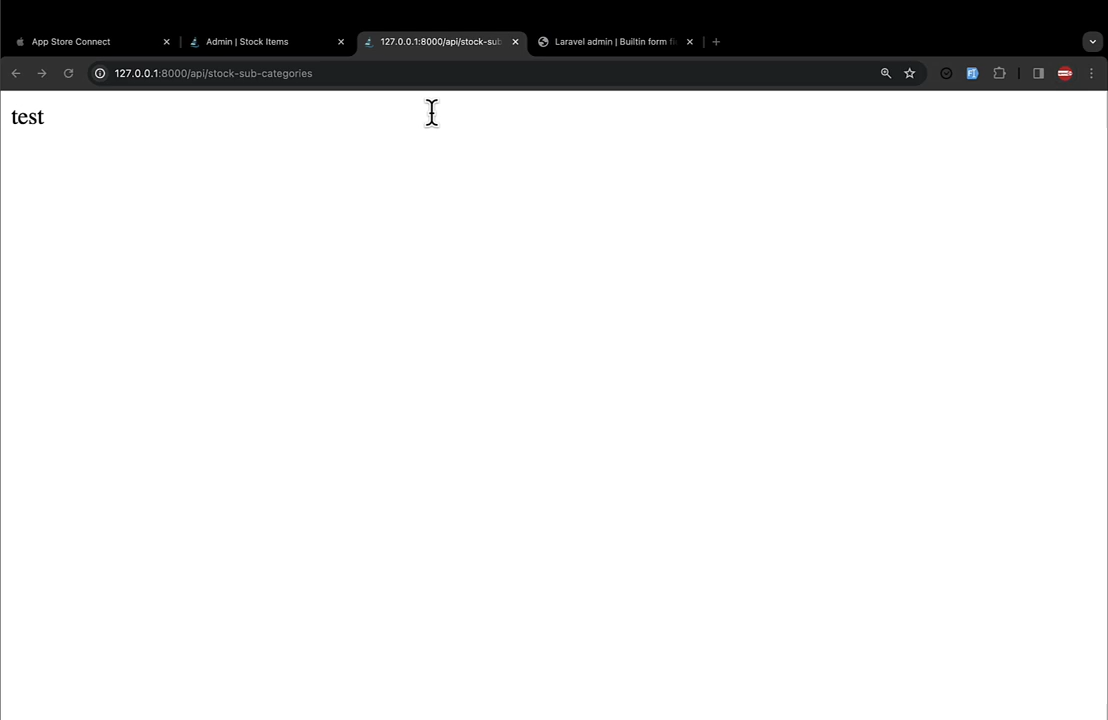 App Store Connect
Admin | Stock Items
127.0.0.1:8000/api/stock-sub
Laravel admin | Builtin form fi
127.0.0.1:8000/api/stock-sub-categories
test